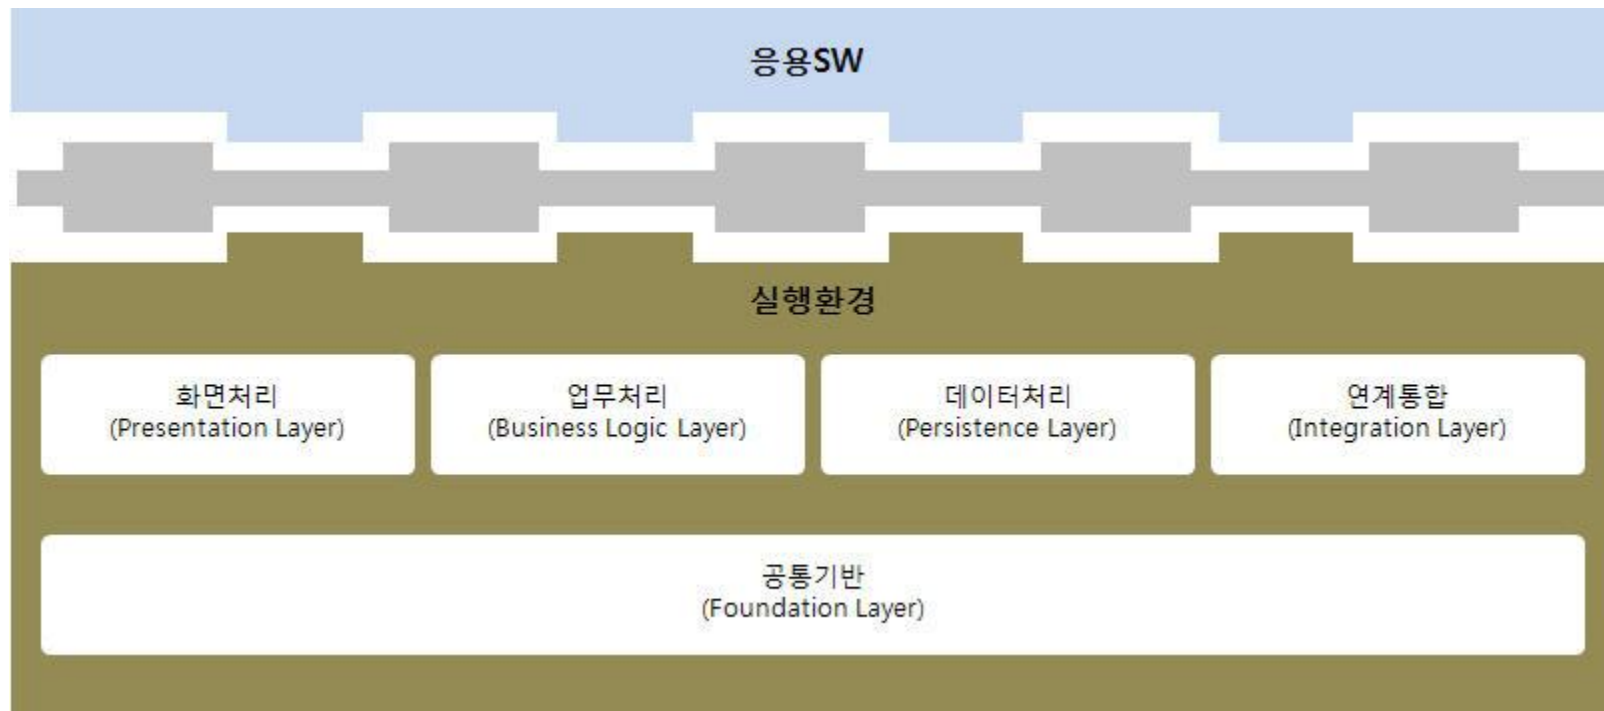 응용SW
실행환경
화면처리
(Presentation Layer)
업무처리
(Business Logic Layer)
데이터처리
(Persistence Layer)
연계통합
(Integration Layer)
공통기반
(Foundation Layer)